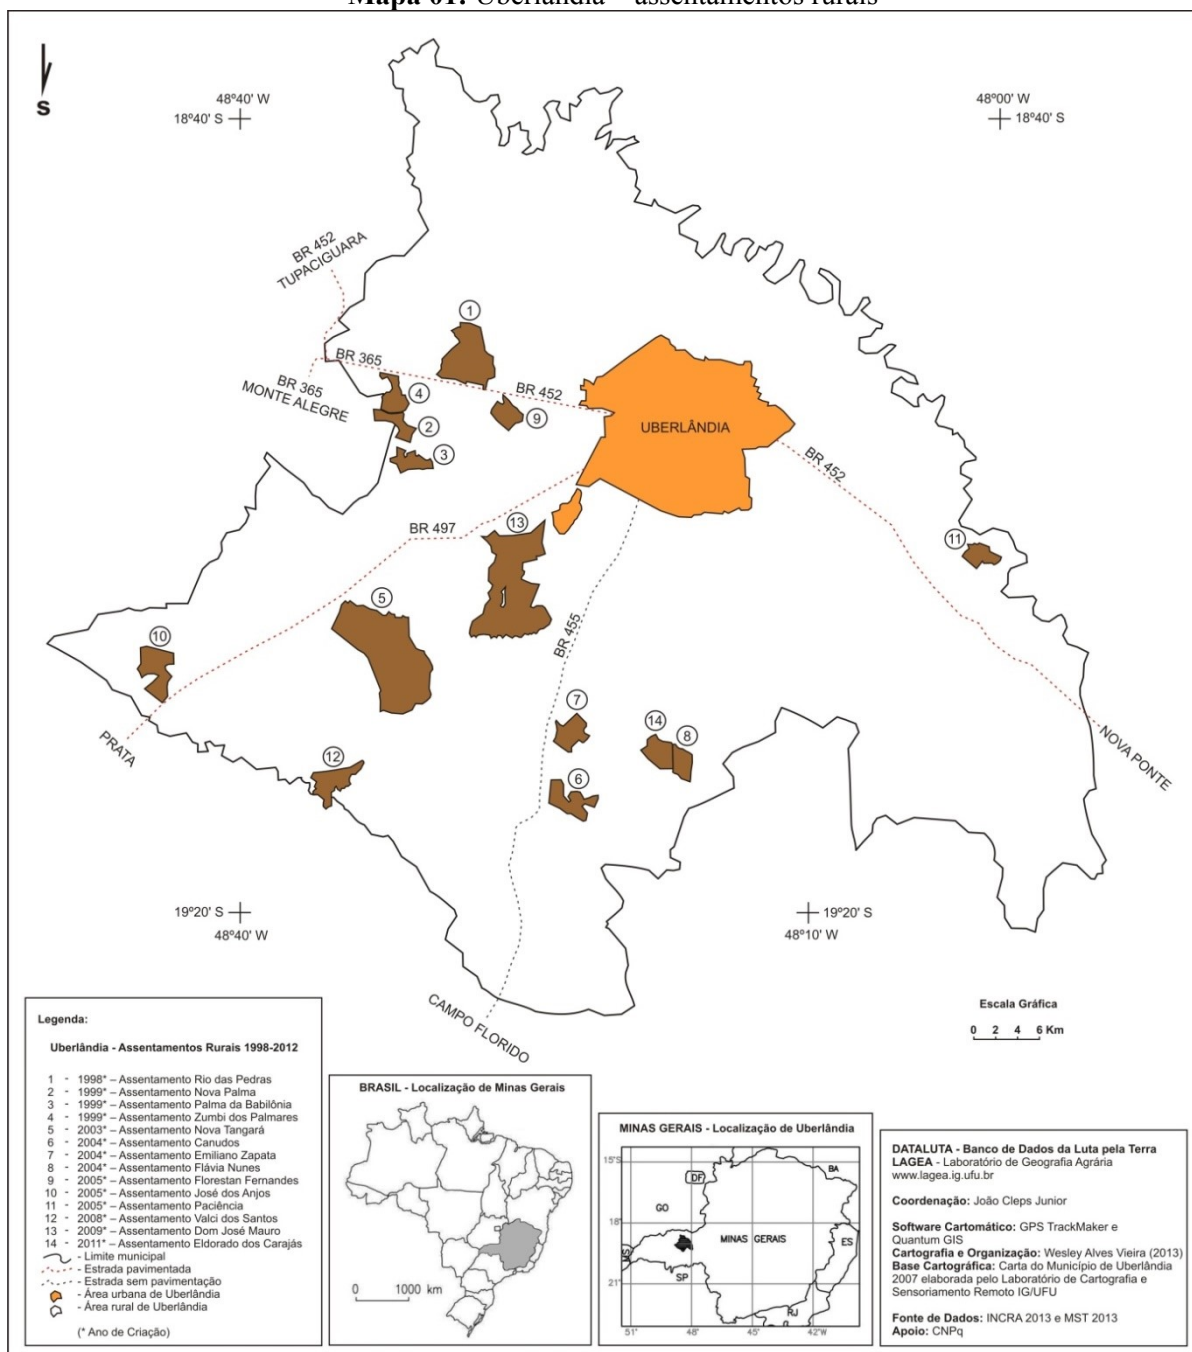 Mapa 01: Uberlândia – assentamentos rurais
S
48º40' W
18º40' S
48º00' W
18º40' S
BR 452
TUPACIGUARA
1
BR 365
BR 365
MONTE ALEGRE
BR 452
4
9
2
3
UBERLÂNDIA
BR 452
BR 497
13
11
5
BR 455
10
7
14
8
PRATA
12
6
NOVA PONTE
19º20' S
48º40' W
19º20' S
48º10' W
CAMPO FLORIDO
Escala Gráfica
0 2 4 6 Km
Legenda:
Uberlândia - Assentamentos Rurais 1998-2012
1 - 1998* – Assentamento Rio das Pedras
2 - 1999* – Assentamento Nova Palma
3 - 1999* – Assentamento Palma da Babilônia
4 - 1999* – Assentamento Zumbi dos Palmares
5 - 2003* – Assentamento Nova Tangará
6 - 2004* – Assentamento Canudos
7 - 2004* – Assentamento Emiliano Zapata
8 - 2004* – Assentamento Flávia Nunes
9 - 2005* – Assentamento Florestan Fernandes
10 - 2005* – Assentamento José dos Anjos
11 - 2005* – Assentamento Paciência
12 - 2008* – Assentamento Valci dos Santos
13 - 2009* – Assentamento Dom José Mauro
14 - 2011* – Assentamento Eldorado dos Carajás
- Limite municipal
- Estrada pavimentada
- Estrada sem pavimentação
- Área urbana de Uberlândia
- Área rural de Uberlândia
(* Ano de Criação)
BRASIL - Localização de Minas Gerais
0 1000 km
MINAS GERAIS - Localização de Uberlândia
15ºS
DF
BA
GO
18º
MINAS GERAIS
ES
MS
SP
21º
RJ
51º 48º 45º 42ºW
DATALUTA - Banco de Dados da Luta pela Terra
LAGEA - Laboratório de Geografia Agrária
www.lagea.ig.ufu.br
Coordenação: João Cleps Junior
Software Cartomático: GPS TrackMaker e
Quantum GIS
Cartografia e Organização: Wesley Alves Vieira (2013)
Base Cartográfica: Carta do Município de Uberlândia
2007 elaborada pelo Laboratório de Cartografia e
Sensoriamento Remoto IG/UFU
Fonte de Dados: INCRA 2013 e MST 2013
Apoio: CNPq